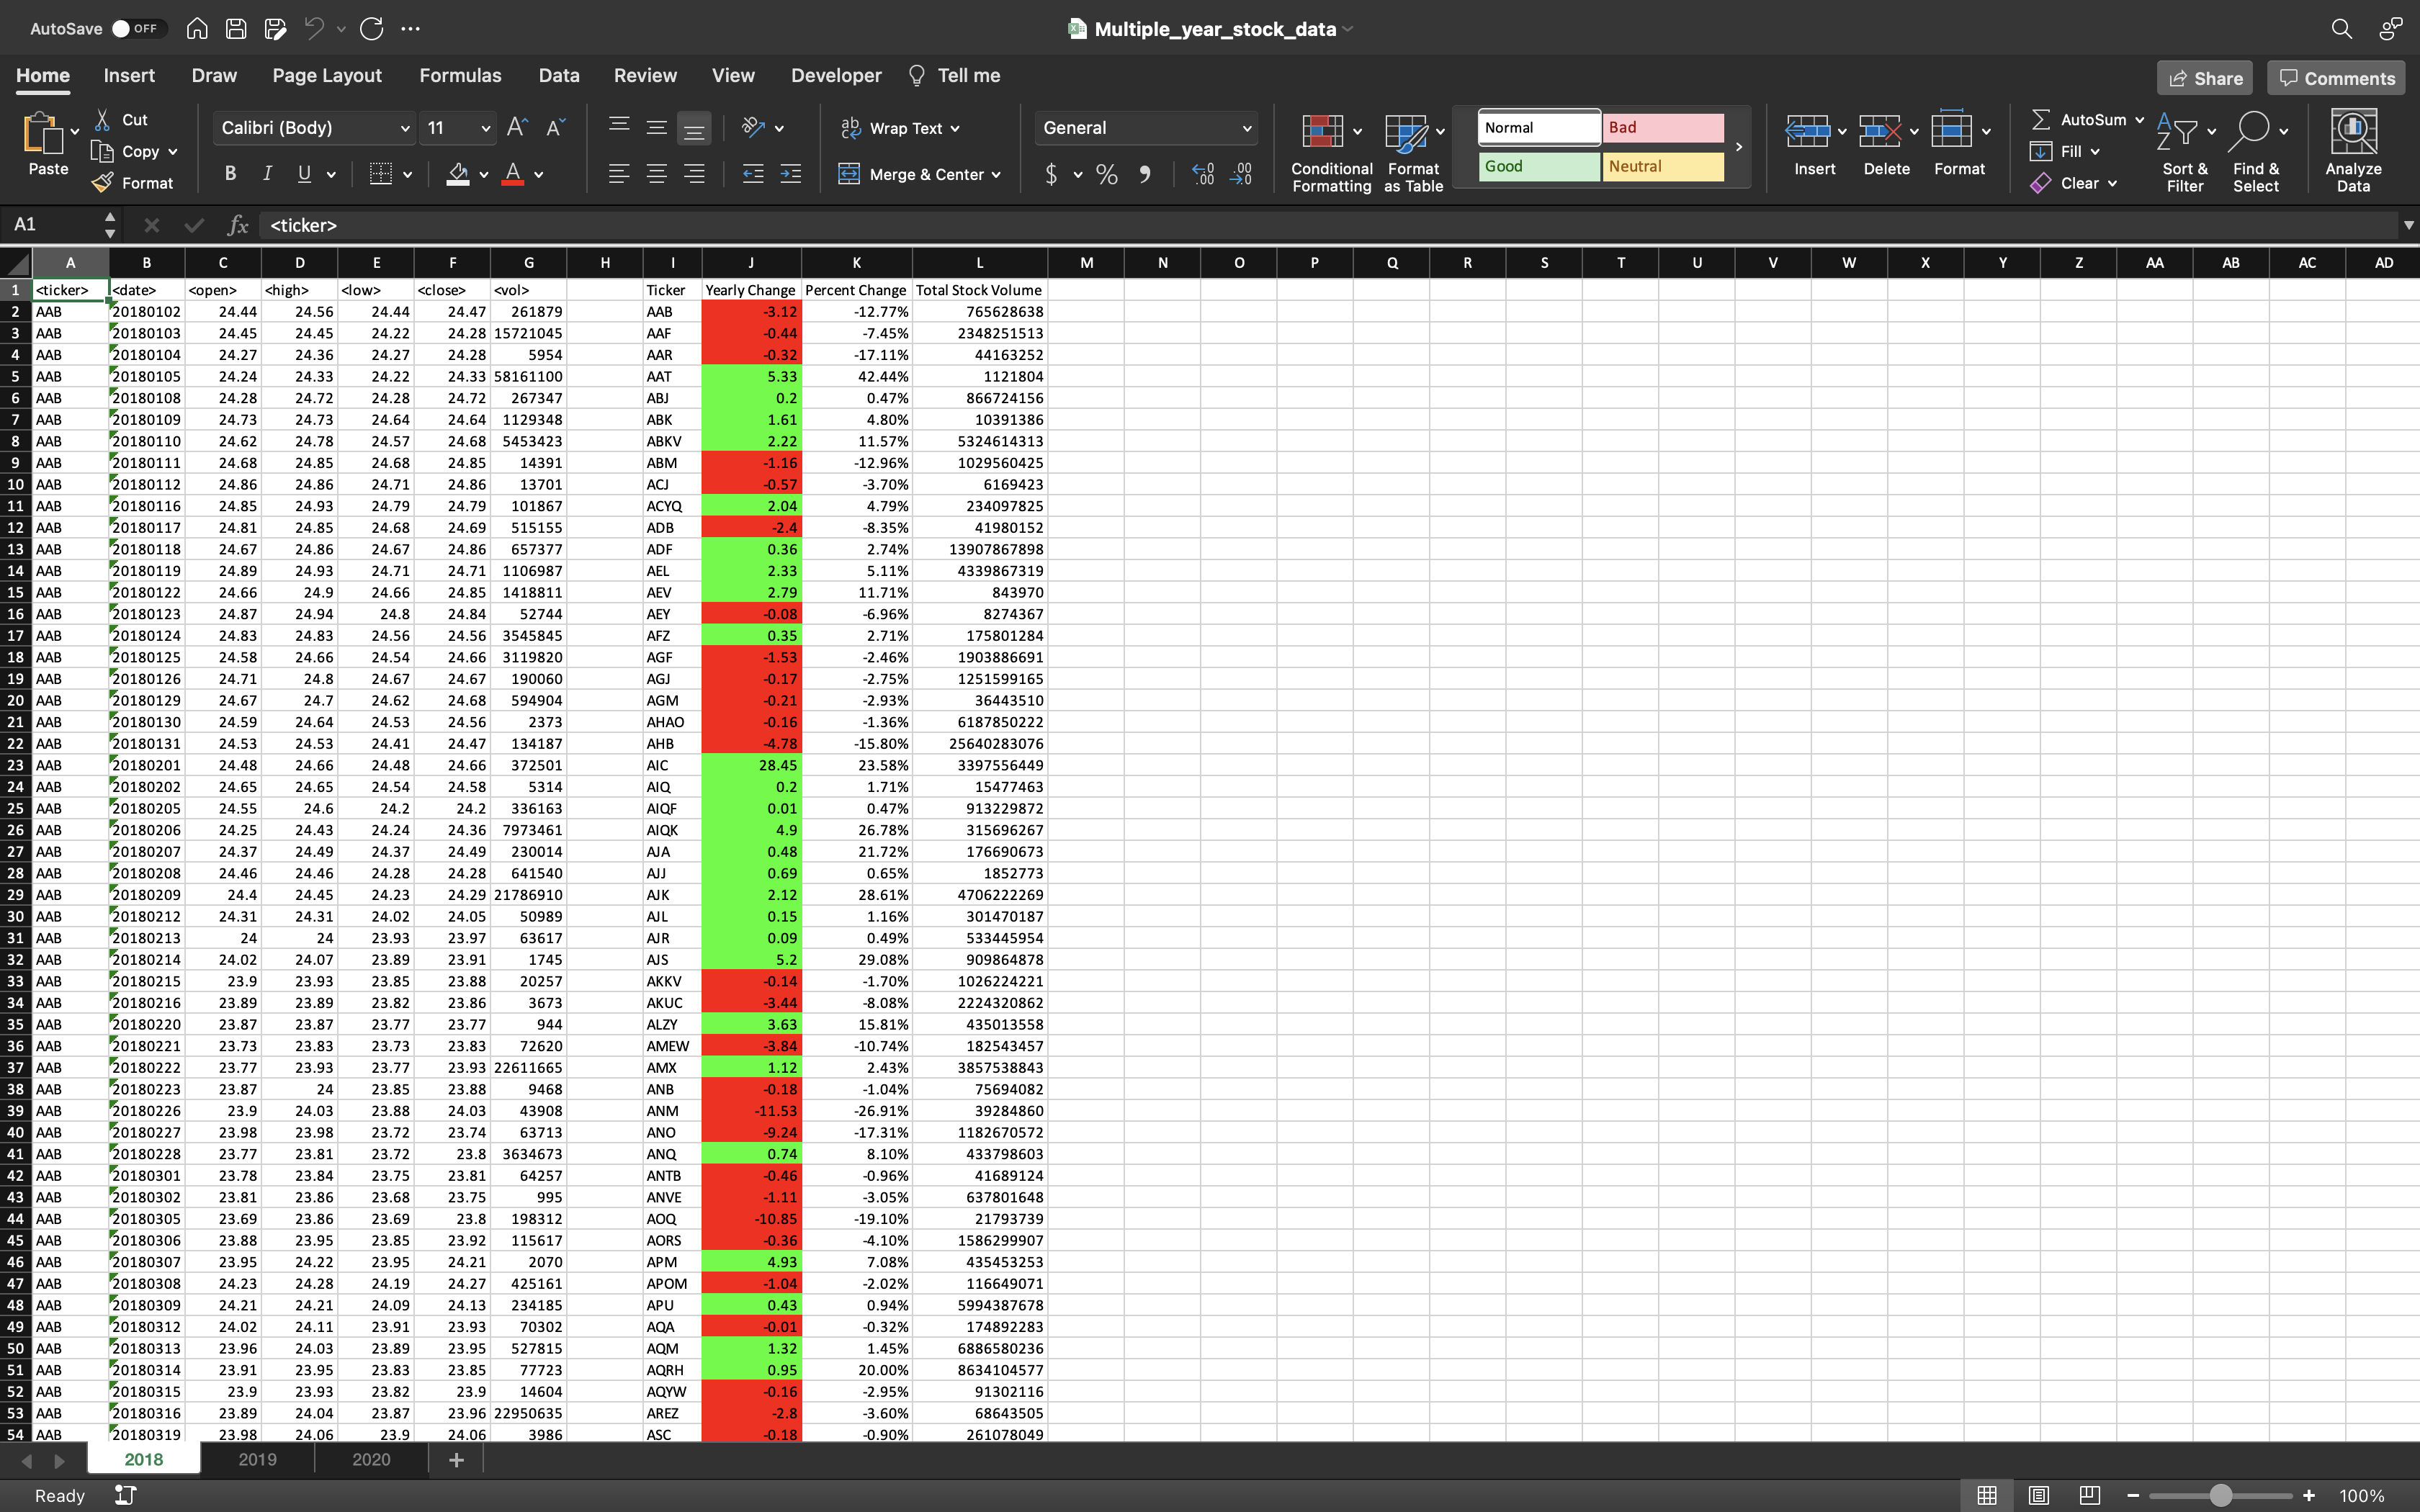 AutoSave OFF Multiple_year_stock_data
Home Insert Draw Page Layout Formulas Data Review View Developer Tell me Share Comments
Paste Cut Copy Format
Calibri (Body) 11
B I U A
Wrap Text
Merge & Center
General
$ % 9
Conditional Formatting
Format as Table
Normal Bad
Good Neutral
Insert Delete Format
AutoSum
Fill
Clear
Sort & Filter
Find & Select
Analyze Data
A1 fx <ticker>
A B C D E F G H I J K L M N O P Q R S T U V W X Y Z AA AB AC AD
1 <ticker> <date> <open> <high> <low> <close> <vol> Ticker Yearly Change Percent Change Total Stock Volume
2 AAB 20180102 24.44 24.56 24.44 24.47 261879 AAB -3.12 -12.77% 765628638
3 AAB 20180103 24.45 24.45 24.22 24.28 15721045 AAF -0.44 -7.45% 2348251513
4 AAB 20180104 24.27 24.36 24.27 24.28 5954 AAR -0.32 -17.11% 44163252
5 AAB 20180105 24.24 24.33 24.22 24.33 58161100 AAT 5.33 42.44% 1121804
6 AAB 20180108 24.28 24.72 24.28 24.72 267347 ABJ 0.2 0.47% 866724156
7 AAB 20180109 24.73 24.73 24.64 24.64 1129348 ABK 1.61 4.80% 10391386
8 AAB 20180110 24.62 24.78 24.57 24.68 5453423 ABKV 2.22 11.57% 5324614313
9 AAB 20180111 24.68 24.85 24.68 24.85 14391 ABM -1.16 -12.96% 1029560425
10 AAB 20180112 24.86 24.86 24.71 24.86 13701 ACJ -0.57 -3.70% 6169423
11 AAB 20180116 24.85 24.93 24.79 24.79 101867 ACYQ 2.04 4.79% 234097825
12 AAB 20180117 24.81 24.85 24.68 24.69 515155 ADB -2.4 -8.35% 41980152
13 AAB 20180118 24.67 24.86 24.67 24.86 657377 ADF 0.36 2.74% 13907867898
14 AAB 20180119 24.89 24.93 24.71 24.71 1106987 AEL 2.33 5.11% 4339867319
15 AAB 20180122 24.66 24.9 24.66 24.85 1418811 AEV 2.79 11.71% 843970
16 AAB 20180123 24.87 24.94 24.8 24.84 52744 AEY -0.08 -6.96% 8274367
17 AAB 20180124 24.83 24.83 24.56 24.56 3545845 AFZ 0.35 2.71% 175801284
18 AAB 20180125 24.58 24.66 24.54 24.66 3119820 AGF -1.53 -2.46% 1903886691
19 AAB 20180126 24.71 24.8 24.67 24.67 190060 AGJ -0.17 -2.75% 1251599165
20 AAB 20180129 24.67 24.7 24.62 24.68 594904 AGM -0.21 -2.93% 36443510
21 AAB 20180130 24.59 24.64 24.53 24.56 2373 AHAO -0.16 -1.36% 6187850222
22 AAB 20180131 24.53 24.53 24.41 24.47 134187 AHB -4.78 -15.80% 25640283076
23 AAB 20180201 24.48 24.66 24.48 24.66 372501 AIC 28.45 23.58% 3397556449
24 AAB 20180202 24.65 24.65 24.54 24.58 5314 AIQ 0.2 1.71% 15477463
25 AAB 20180205 24.55 24.6 24.2 24.2 336163 AIQF 0.01 0.47% 913229872
26 AAB 20180206 24.25 24.43 24.24 24.36 7973461 AIQK 4.9 26.78% 315696267
27 AAB 20180207 24.37 24.49 24.37 24.49 230014 AJA 0.48 21.72% 176690673
28 AAB 20180208 24.46 24.46 24.28 24.28 641540 AJJ 0.69 0.65% 1852773
29 AAB 20180209 24.4 24.45 24.23 24.29 21786910 AJK 2.12 28.61% 4706222269
30 AAB 20180212 24.31 24.31 24.02 24.05 50989 AJL 0.15 1.16% 301470187
31 AAB 20180213 24 24 23.93 23.97 63617 AJR 0.09 0.49% 533445954
32 AAB 20180214 24.02 24.07 23.89 23.91 1745 AJS 5.2 29.08% 909864878
33 AAB 20180215 23.9 23.93 23.85 23.88 20257 AKKV -0.14 -1.70% 1026224221
34 AAB 20180216 23.89 23.89 23.82 23.86 3673 AKUC -3.44 -8.08% 2224320862
35 AAB 20180220 23.87 23.87 23.77 23.77 944 ALZY 3.63 15.81% 435013558
36 AAB 20180221 23.73 23.83 23.73 23.83 72620 AMEW -3.84 -10.74% 182543457
37 AAB 20180222 23.77 23.93 23.77 23.93 22611665 AMX 1.12 2.43% 3857538843
38 AAB 20180223 23.87 24 23.85 23.88 9468 ANB -0.18 -1.04% 75694082
39 AAB 20180226 23.9 24.03 23.88 24.03 43908 ANM -11.53 -26.91% 39284860
40 AAB 20180227 23.98 23.98 23.72 23.74 63713 ANO -9.24 -17.31% 1182670572
41 AAB 20180228 23.77 23.81 23.72 23.8 3634673 ANQ 0.74 8.10% 433798603
42 AAB 20180301 23.78 23.84 23.75 23.81 64257 ANTB -0.46 -0.96% 41689124
43 AAB 20180302 23.81 23.86 23.68 23.75 995 ANVE -1.11 -3.05% 637801648
44 AAB 20180305 23.69 23.86 23.69 23.8 198312 AOQ -10.85 -19.10% 21793739
45 AAB 20180306 23.88 23.95 23.85 23.92 115617 AORS -0.36 -4.10% 1586299907
46 AAB 20180307 23.95 24.22 23.95 24.21 2070 APM 4.93 7.08% 435453253
47 AAB 20180308 24.23 24.28 24.19 24.27 425161 APOM -1.04 -2.02% 116649071
48 AAB 20180309 24.21 24.21 24.09 24.13 234185 APU 0.43 0.94% 5994387678
49 AAB 20180312 24.02 24.11 23.91 23.93 70302 AQA -0.01 -0.32% 174892283
50 AAB 20180313 23.96 24.03 23.89 23.95 527815 AQM 1.32 1.45% 6886580236
51 AAB 20180314 23.91 23.95 23.83 23.85 77723 AQRH 0.95 20.00% 8634104577
52 AAB 20180315 23.9 23.93 23.82 23.9 14604 AQYW -0.16 -2.95% 91302116
53 AAB 20180316 23.89 24.04 23.87 23.96 22950635 AREZ -2.8 -3.60% 68643505
54 AAB 20180319 23.98 24.06 23.9 24.06 3986 ASC -0.18 -0.90% 261078049
2018 2019 2020 +
Ready 100%